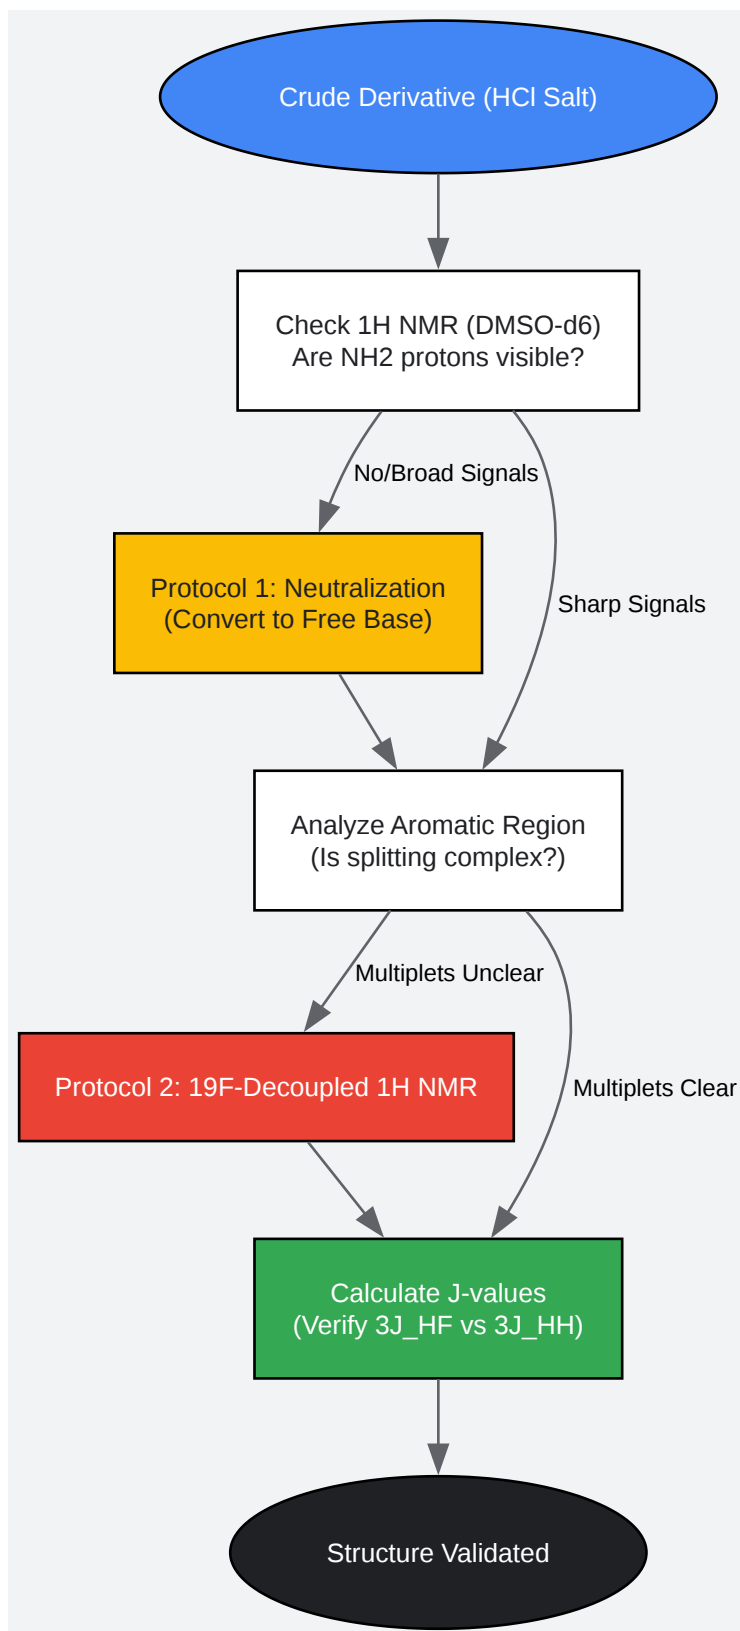 Crude Derivative (HCl Salt)
Check 1H NMR (DMSO-d6)
Are NH2 protons visible?
No/Broad Signals
Protocol 1: Neutralization
(Convert to Free Base)
Sharp Signals
Analyze Aromatic Region
(Is splitting complex?)
Multiplets Unclear
Protocol 2: 19F-Decoupled 1H NMR
Multiplets Clear
Calculate J-values
(Verify 3J_HF vs 3J_HH)
Structure Validated